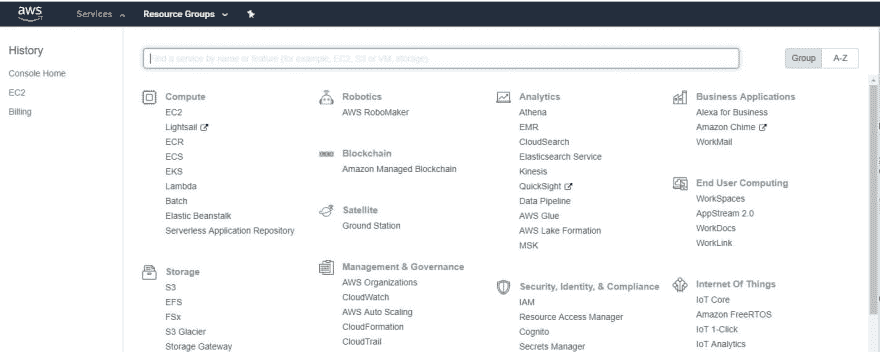 aws
Services
Resource Groups
History
Console Home
EC2
Billing
Find a service by name or feature (for example, EC2, S3 or VM, storage).
Group
A-Z
Compute
EC2
Lightsail
ECR
ECS
EKS
Lambda
Batch
Elastic Beanstalk
Serverless Application Repository
Storage
S3
EFS
FSx
S3 Glacier
Storage Gateway
Robotics
AWS RoboMaker
Blockchain
Amazon Managed Blockchain
Satellite
Ground Station
Management & Governance
AWS Organizations
CloudWatch
AWS Auto Scaling
CloudFormation
CloudTrail
Analytics
Athena
EMR
CloudSearch
Elasticsearch Service
Kinesis
QuickSight
Data Pipeline
AWS Glue
AWS Lake Formation
MSK
Security, Identity, & Compliance
IAM
Resource Access Manager
Cognito
Secrets Manager
Business Applications
Alexa for Business
Amazon Chime
WorkMail
End User Computing
WorkSpaces
AppStream 2.0
WorkDocs
WorkLink
Internet Of Things
IoT Core
Amazon FreeRTOS
IoT 1-Click
IoT Analytics